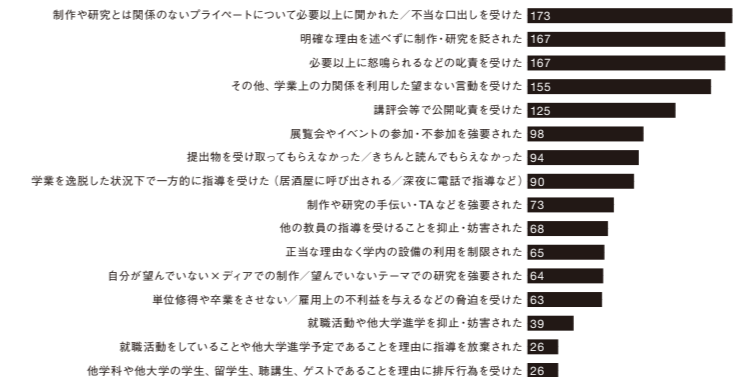 制作や研究とは関係のないプライベートについて必要以上に聞かれた／不当な口出しを受けた 173
明確な理由を述べずに制作・研究を貶された 167
必要以上に怒鳴られるなどの叱責を受けた 167
その他、学業上の力関係を利用した望まない言動を受けた 155
講評会等で公開叱責を受けた 125
展覧会やイベントの参加・不参加を強要された 98
提出物を受け取ってもらえなかった／きちんと読んでもらえなかった 94
学業を逸脱した状況下で一方的に指導を受けた（居酒屋に呼び出される／深夜に電話で指導など） 90
制作や研究の手伝い・TAなどを強要された 73
他の教員の指導を受けることを抑止・妨害された 68
正当な理由なく学内の設備の利用を制限された 65
自分が望んでいない×ディアでの制作／望んでいないテーマでの研究を強要された 64
単位修得や卒業をさせない／雇用上の不利益を与えるなどの脅迫を受けた 63
就職活動や他大学進学を抑止・妨害された 39
就職活動をしていることや他大学進学予定であることを理由に指導を放棄された 26
他学科や他大学の学生、留学生、聴講生、ゲストであることを理由に排斥行為を受けた 26